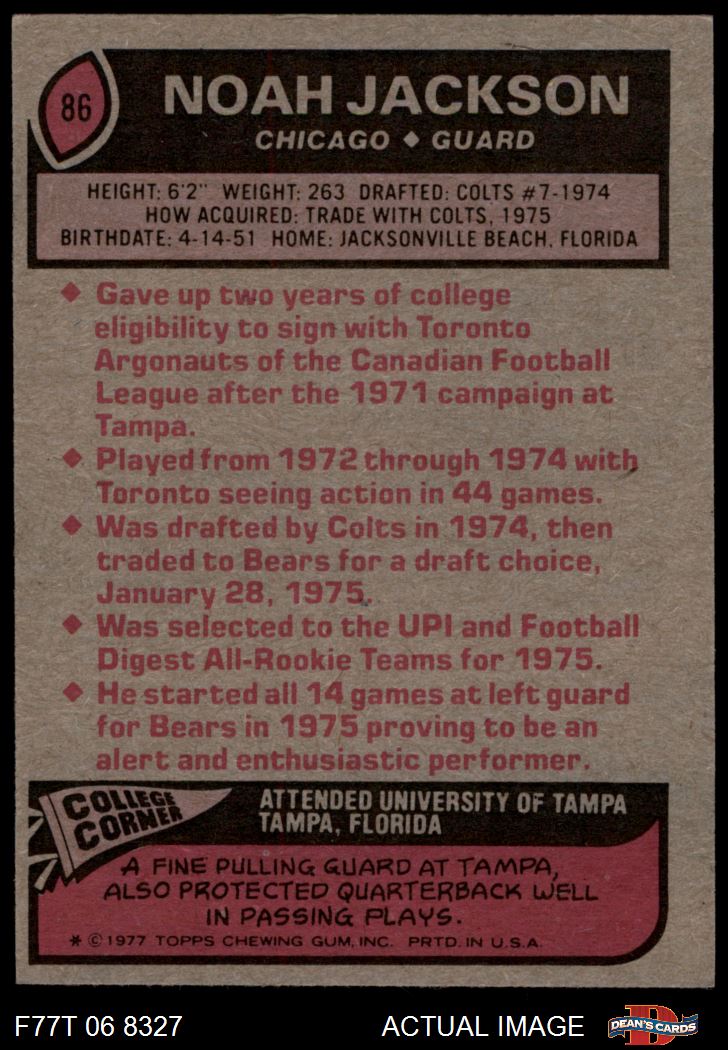 86
NOAH JACKSON
CHICAGO ♦ GUARD
HEIGHT: 6'2" WEIGHT: 263 DRAFTED: COLTS #7-1974
HOW ACQUIRED: TRADE WITH COLTS, 1975
BIRTHDATE: 4-14-51 HOME: JACKSONVILLE BEACH, FLORIDA
♦ Gave up two years of college
eligibility to sign with Toronto
Argonauts of the Canadian Football
League after the 1971 campaign at
Tampa.
♦ Played from 1972 through 1974 with
Toronto seeing action in 44 games.
♦ Was drafted by Colts in 1974, then
traded to Bears for a draft choice,
January 28, 1975.
♦ Was selected to the UPI and Football
Digest All-Rookie Teams for 1975.
♦ He started all 14 games at left guard
for Bears in 1975 proving to be an
alert and enthusiastic performer.
COLLEGE
CORNER
ATTENDED UNIVERSITY OF TAMPA
TAMPA, FLORIDA
A FINE PULLING GUARD AT TAMPA,
ALSO PROTECTED QUARTERBACK WELL
IN PASSING PLAYS.
* © 1977 TOPPS CHEWING GUM, INC. PRTD. IN U.S.A.
F77T 06 8327
ACTUAL IMAGE
D
DEAN'S CARDS